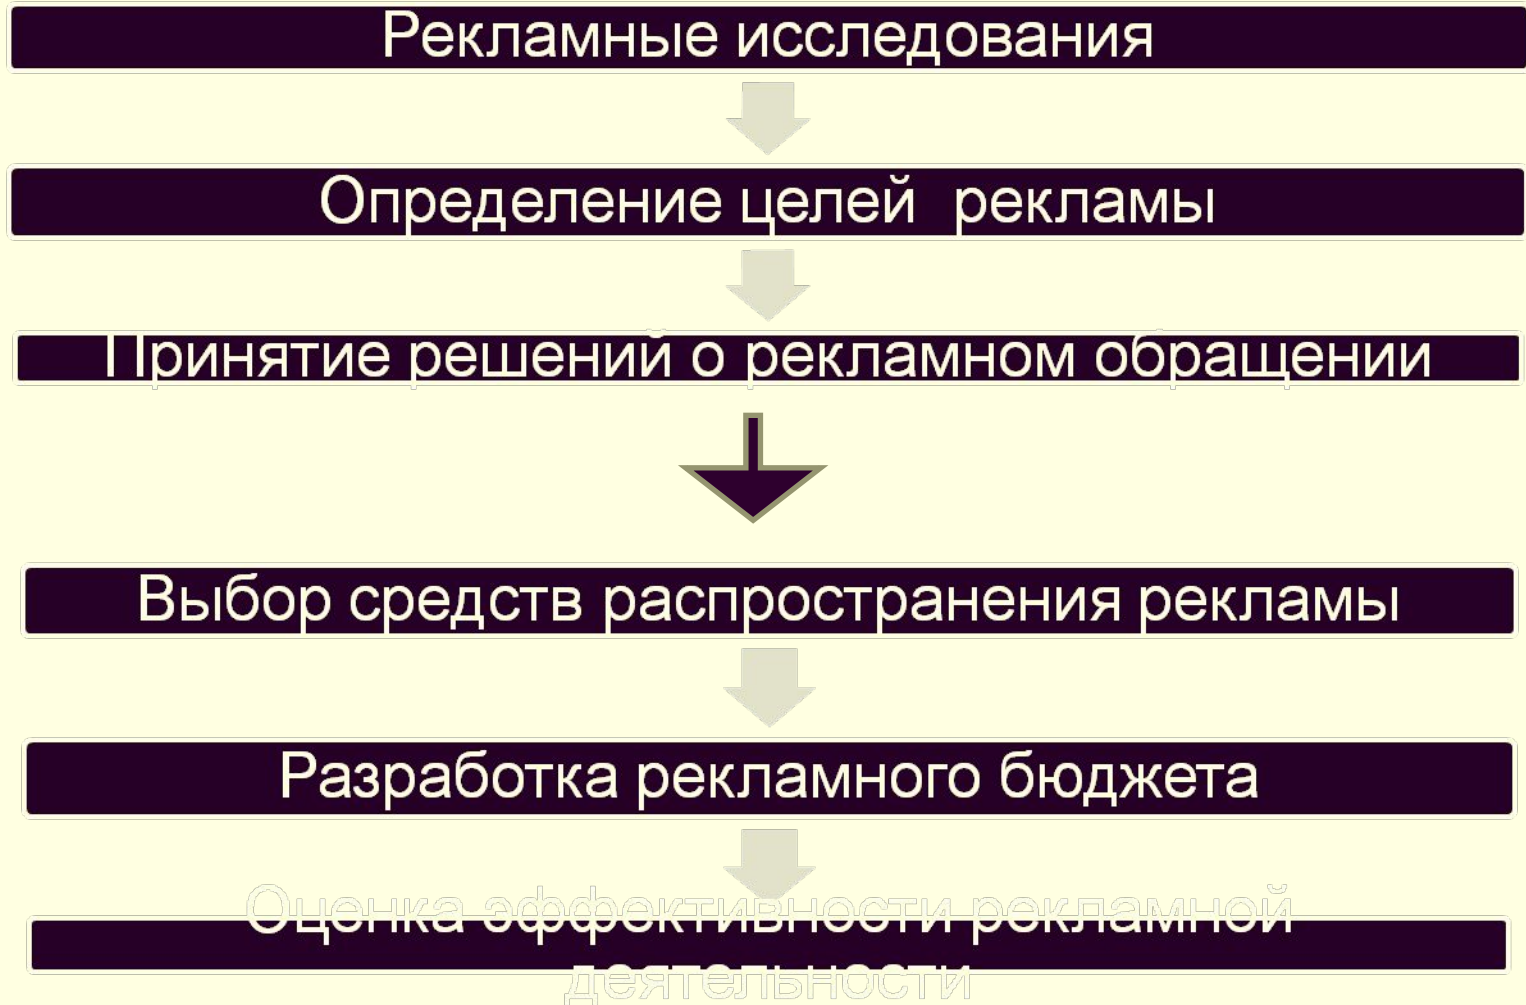 Рекламные исследования
Определение целей рекламы
Принятие решений о рекламном обращении
Выбор средств распространения рекламы
Разработка рекламного бюджета
Оценка эффективности рекламной
деятельности